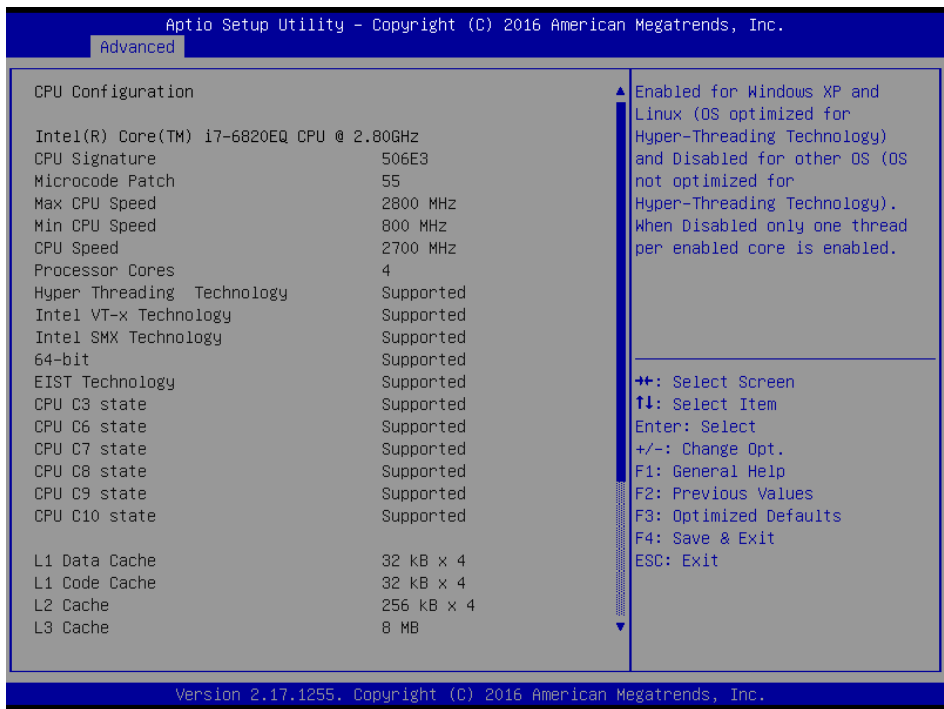 Aptio Setup Utility – Copyright (C) 2016 American Megatrends, Inc.
Advanced
CPU Configuration
Intel(R) Core(TM) i7-6820EQ CPU @ 2.80GHz
CPU Signature 506E3
Microcode Patch 55
Max CPU Speed 2800 MHz
Min CPU Speed 800 MHz
CPU Speed 2700 MHz
Processor Cores 4
Hyper Threading Technology Supported
Intel VT-x Technology Supported
Intel SMX Technology Supported
64-bit Supported
EIST Technology Supported
CPU C3 state Supported
CPU C6 state Supported
CPU C7 state Supported
CPU C8 state Supported
CPU C9 state Supported
CPU C10 state Supported
L1 Data Cache 32 kB x 4
L1 Code Cache 32 kB x 4
L2 Cache 256 kB x 4
L3 Cache 8 MB
Enabled for Windows XP and
Linux (OS optimized for
Hyper-Threading Technology)
and Disabled for other OS (OS
not optimized for
Hyper-Threading Technology).
When Disabled only one thread
per enabled core is enabled.
→←: Select Screen
↑↓: Select Item
Enter: Select
+/-: Change Opt.
F1: General Help
F2: Previous Values
F3: Optimized Defaults
F4: Save & Exit
ESC: Exit
Version 2.17.1255. Copyright (C) 2016 American Megatrends, Inc.